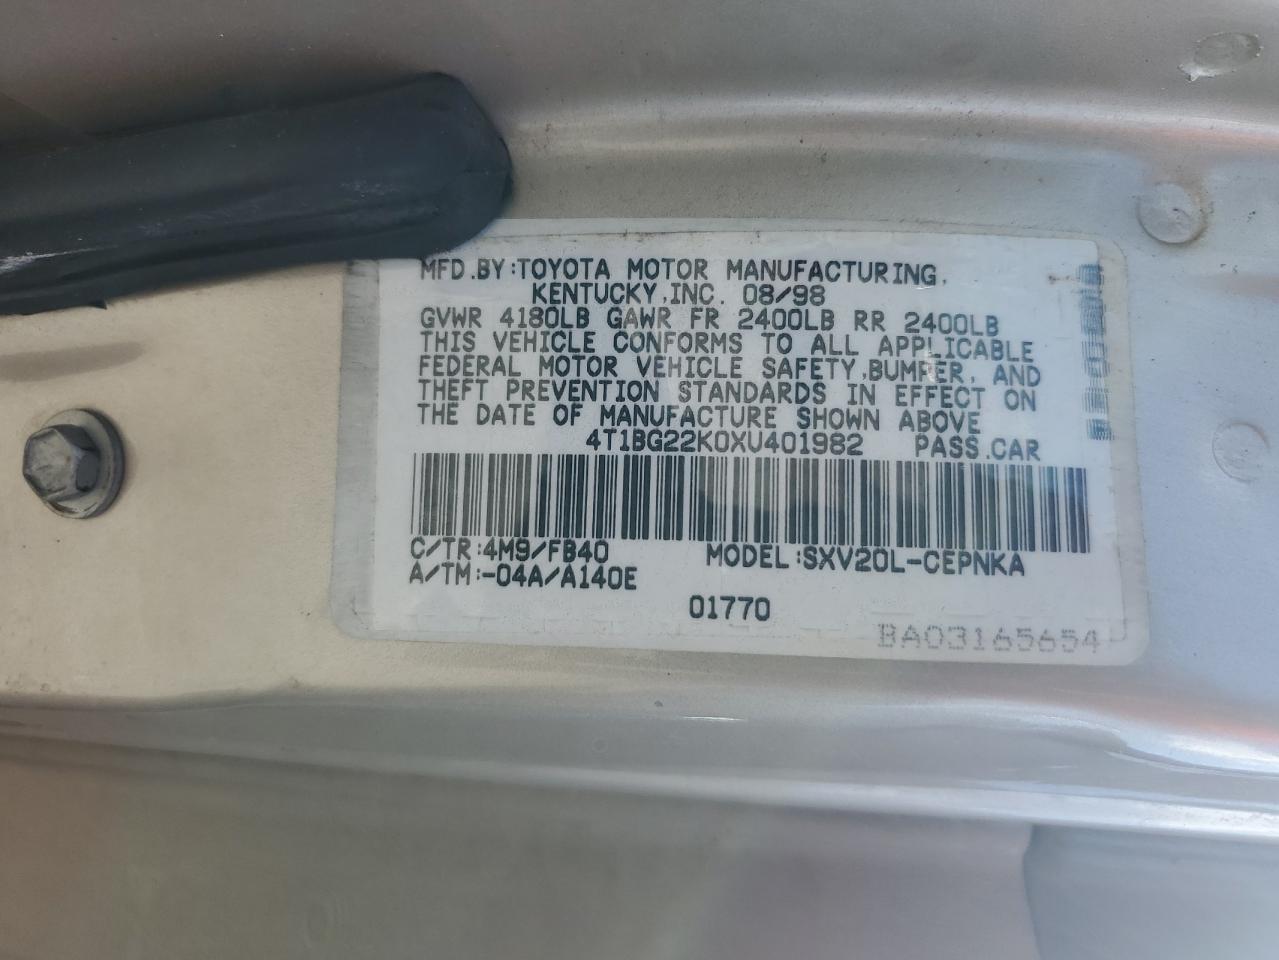 MFD.BY:TOYOTA MOTOR MANUFACTURING,
KENTUCKY,INC. 08/98
GVWR 4180LB GAWR FR 2400LB RR 2400LB
THIS VEHICLE CONFORMS TO ALL APPLICABLE
FEDERAL MOTOR VEHICLE SAFETY,BUMPER, AND
THEFT PREVENTION STANDARDS IN EFFECT ON
THE DATE OF MANUFACTURE SHOWN ABOVE
4T1BG22K0XU401982 PASS.CAR
C/TR:4M9/FB40 MODEL:SXV20L-CEPNKA
A/TM:-04A/A140E
01770
BA03165654